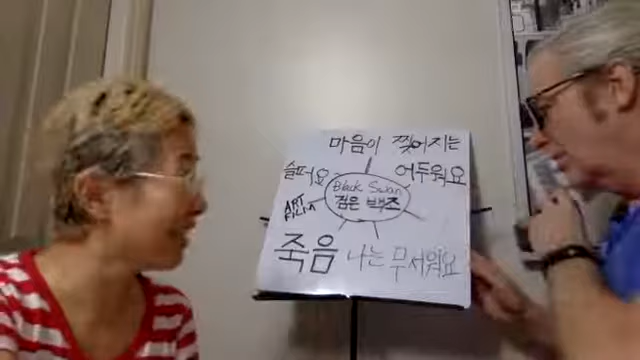 마음이 찢어지는
슬퍼요
어두워요
Black Swan
검은 백조
ART
FILM
죽음
나는 무서워요